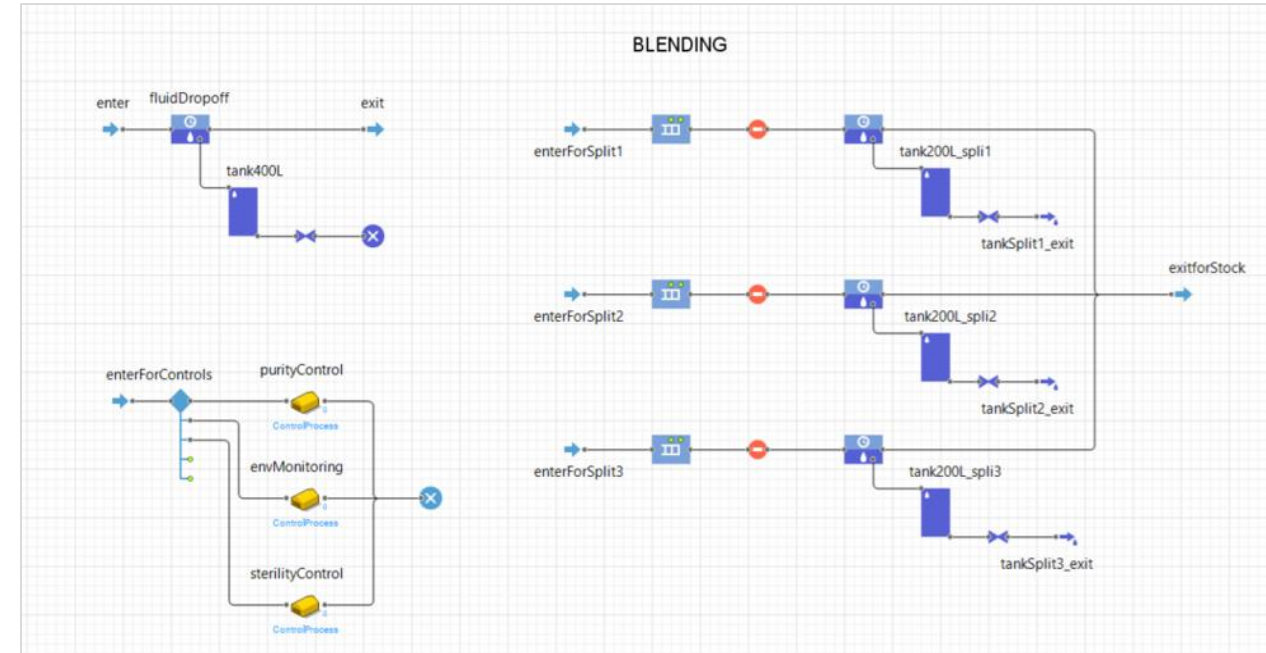 BLENDING
enter
fluidDropoff
exit
tank400L
enterForSplit1
tank200L_spli1
tankSplit1_exit
exitforStock
enterForSplit2
tank200L_spli2
tankSplit2_exit
enterForControls
purityControl
ControlProcess
envMonitoring
ControlProcess
sterilityControl
ControlProcess
enterForSplit3
tank200L_spli3
tankSplit3_exit